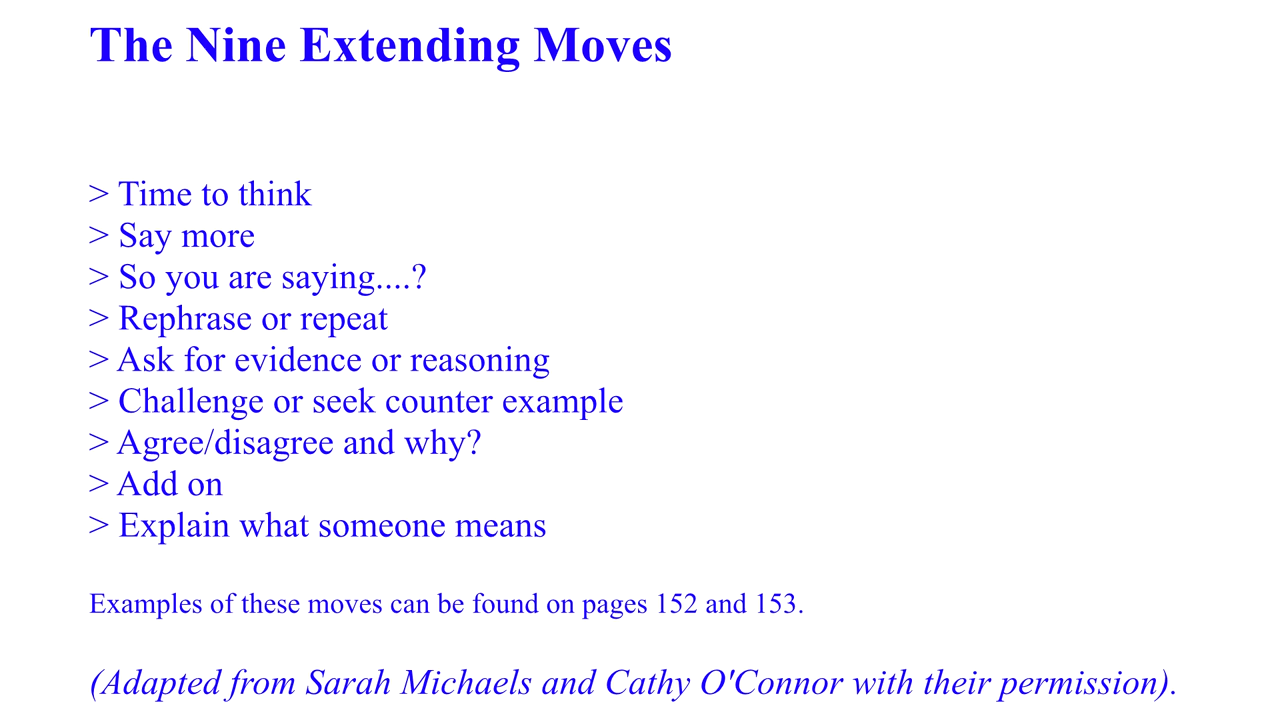 The Nine Extending Moves
> Time to think
> Say more
> So you are saying....?
> Rephrase or repeat
> Ask for evidence or reasoning
> Challenge or seek counter example
> Agree/disagree and why?
> Add on
> Explain what someone means
Examples of these moves can be found on pages 152 and 153.
(Adapted from Sarah Michaels and Cathy O'Connor with their permission).